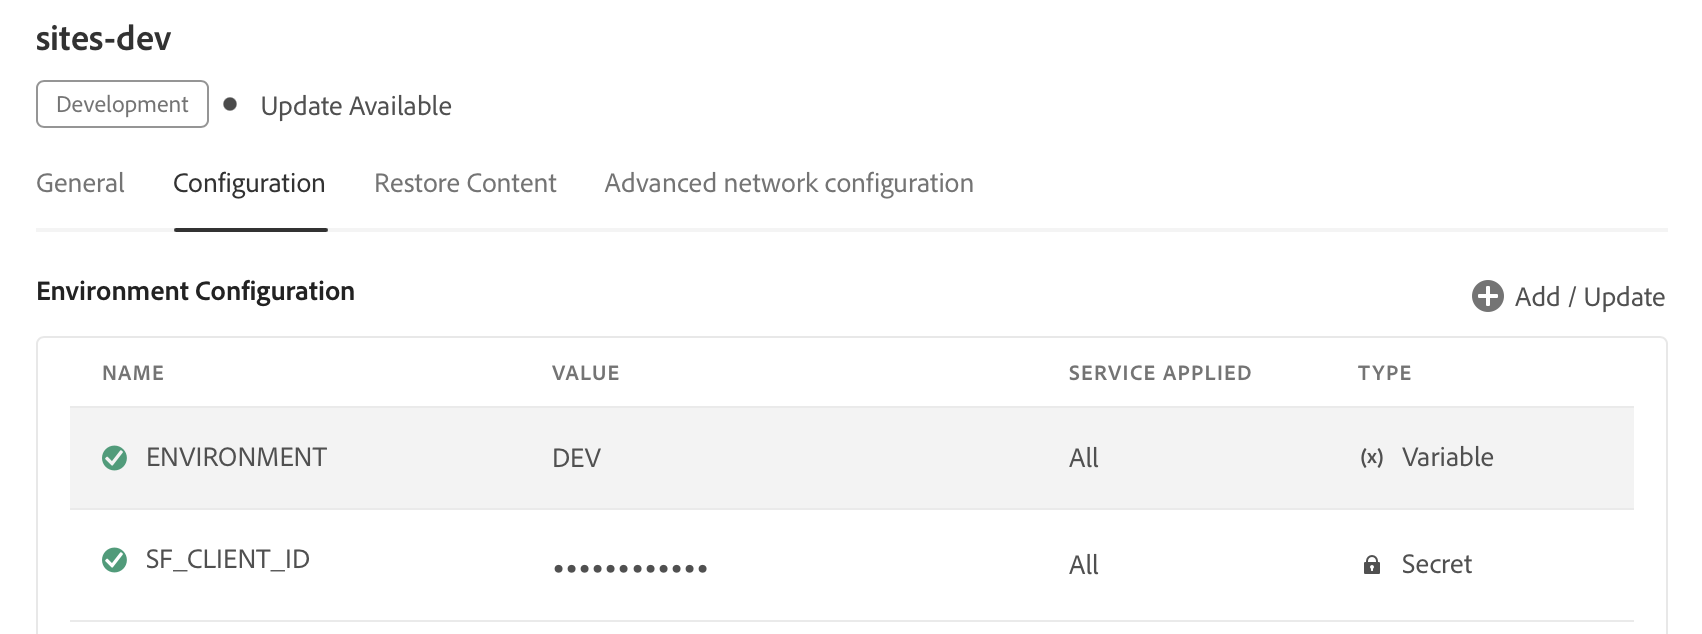 sites-dev
Development
Update Available
General Configuration Restore Content Advanced network configuration
Environment Configuration
Add / Update
NAME VALUE SERVICE APPLIED TYPE
ENVIRONMENT DEV All (x) Variable
SF_CLIENT_ID •••••••••••• All Secret